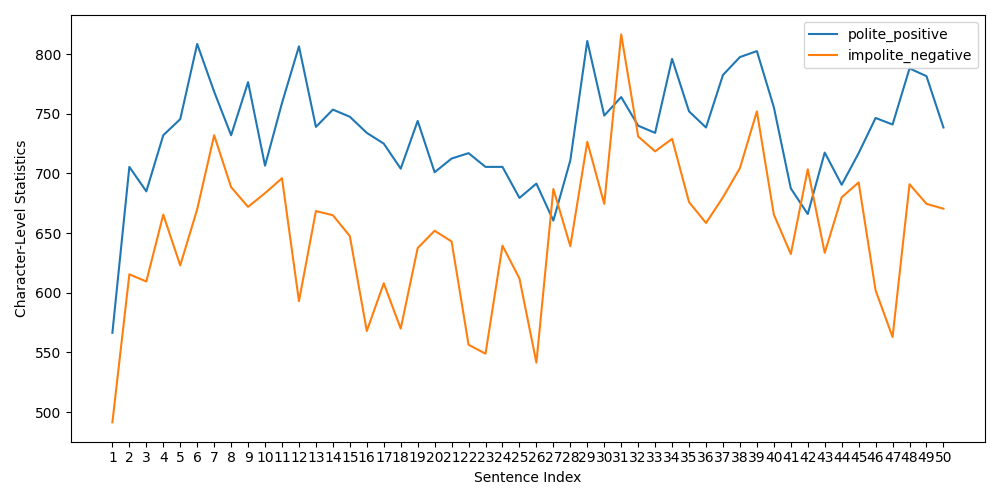 polite_positive
impolite_negative
Character-Level Statistics
800
750
700
650
600
550
500
1 2 3 4 5 6 7 8 9 10 11 12 13 14 15 16 17 18 19 20 21 22 23 24 25 26 27 28 29 30 31 32 33 34 35 36 37 38 39 40 41 42 43 44 45 46 47 48 49 50
Sentence Index